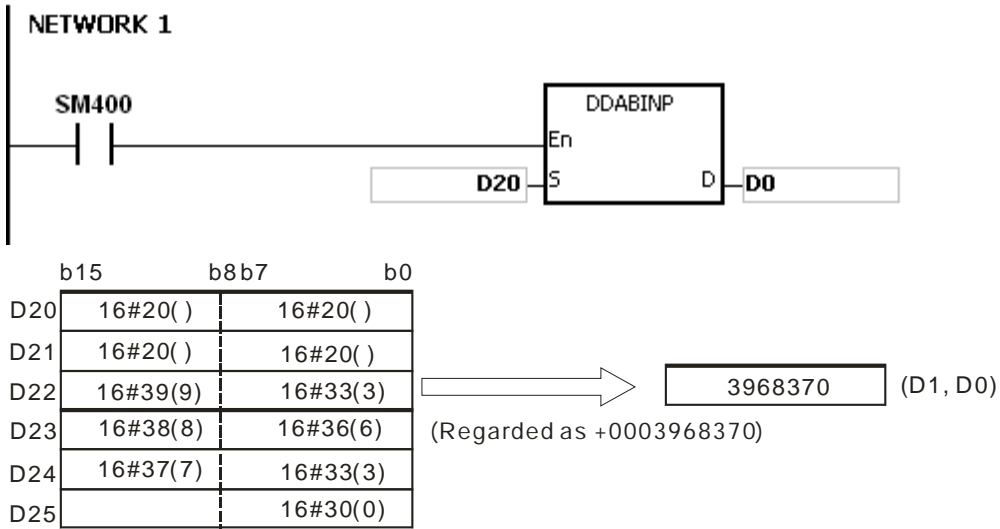 NETWORK 1
SM400
DDABINP
En
D20 S D D0
b15 b8 b7 b0
D20 16#20( ) 16#20( )
D21 16#20( ) 16#20( )
D22 16#39(9) 16#33(3) 3968370 (D1, D0)
D23 16#38(8) 16#36(6) (Regarded as +0003968370)
D24 16#37(7) 16#33(3)
D25 16#30(0)